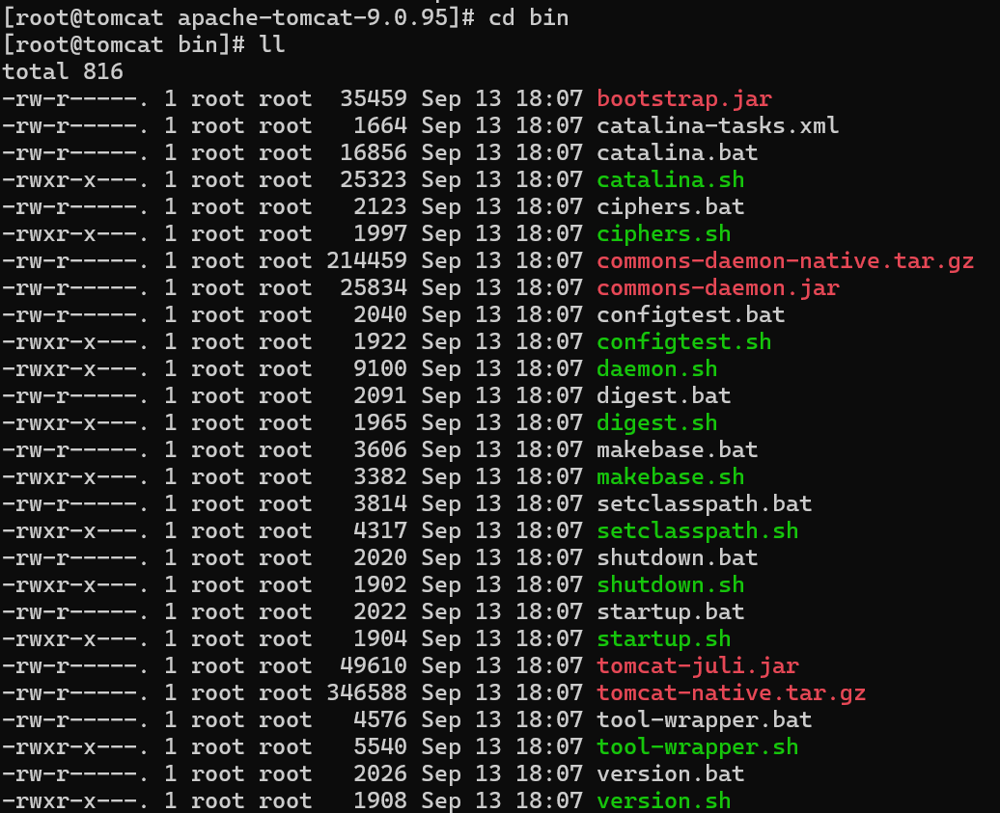 [root@tomcat apache-tomcat-9.0.95]# cd bin
[root@tomcat bin]# ll
total 816
-rw-r-----. 1 root root  35459 Sep 13 18:07 bootstrap.jar
-rw-r-----. 1 root root   1664 Sep 13 18:07 catalina-tasks.xml
-rw-r-----. 1 root root  16856 Sep 13 18:07 catalina.bat
-rwxr-x---. 1 root root  25323 Sep 13 18:07 catalina.sh
-rw-r-----. 1 root root   2123 Sep 13 18:07 ciphers.bat
-rwxr-x---. 1 root root   1997 Sep 13 18:07 ciphers.sh
-rw-r-----. 1 root root 214459 Sep 13 18:07 commons-daemon-native.tar.gz
-rw-r-----. 1 root root  25834 Sep 13 18:07 commons-daemon.jar
-rw-r-----. 1 root root   2040 Sep 13 18:07 configtest.bat
-rwxr-x---. 1 root root   1922 Sep 13 18:07 configtest.sh
-rwxr-x---. 1 root root   9100 Sep 13 18:07 daemon.sh
-rw-r-----. 1 root root   2091 Sep 13 18:07 digest.bat
-rwxr-x---. 1 root root   1965 Sep 13 18:07 digest.sh
-rw-r-----. 1 root root   3606 Sep 13 18:07 makebase.bat
-rwxr-x---. 1 root root   3382 Sep 13 18:07 makebase.sh
-rw-r-----. 1 root root   3814 Sep 13 18:07 setclasspath.bat
-rwxr-x---. 1 root root   4317 Sep 13 18:07 setclasspath.sh
-rw-r-----. 1 root root   2020 Sep 13 18:07 shutdown.bat
-rwxr-x---. 1 root root   1902 Sep 13 18:07 shutdown.sh
-rw-r-----. 1 root root   2022 Sep 13 18:07 startup.bat
-rwxr-x---. 1 root root   1904 Sep 13 18:07 startup.sh
-rw-r-----. 1 root root  49610 Sep 13 18:07 tomcat-juli.jar
-rw-r-----. 1 root root 346588 Sep 13 18:07 tomcat-native.tar.gz
-rw-r-----. 1 root root   4576 Sep 13 18:07 tool-wrapper.bat
-rwxr-x---. 1 root root   5540 Sep 13 18:07 tool-wrapper.sh
-rw-r-----. 1 root root   2026 Sep 13 18:07 version.bat
-rwxr-x---. 1 root root   1908 Sep 13 18:07 version.sh